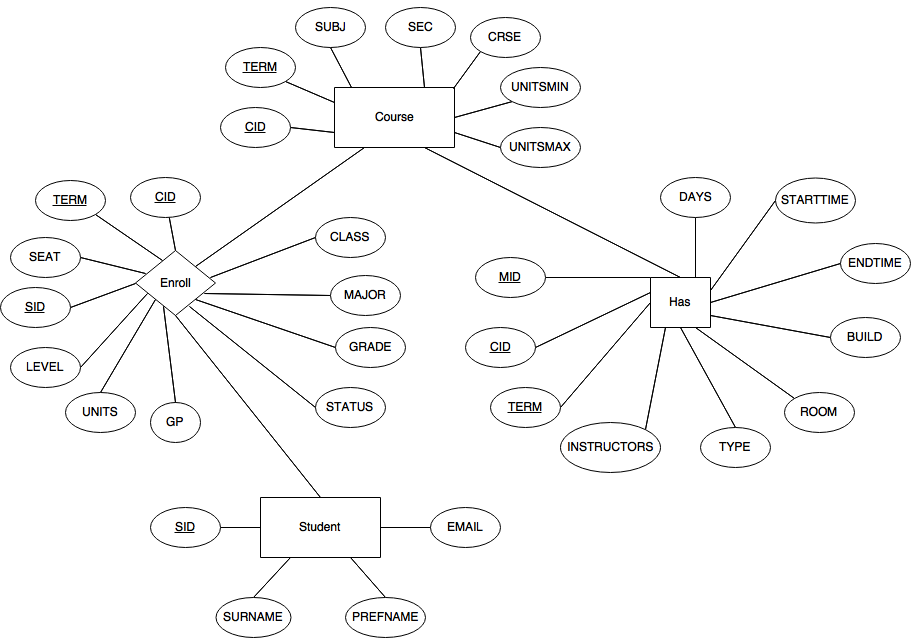 SUBJ
SEC
CRSE
TERM
UNITSMIN
CID
Course
UNITSMAX
TERM
CID
SEAT
CLASS
Enroll
SID
MAJOR
GRADE
LEVEL
STATUS
UNITS
GP
DAYS
STARTTIME
MID
ENDTIME
Has
CID
BUILD
TERM
ROOM
INSTRUCTORS
TYPE
SID
Student
EMAIL
SURNAME
PREFNAME